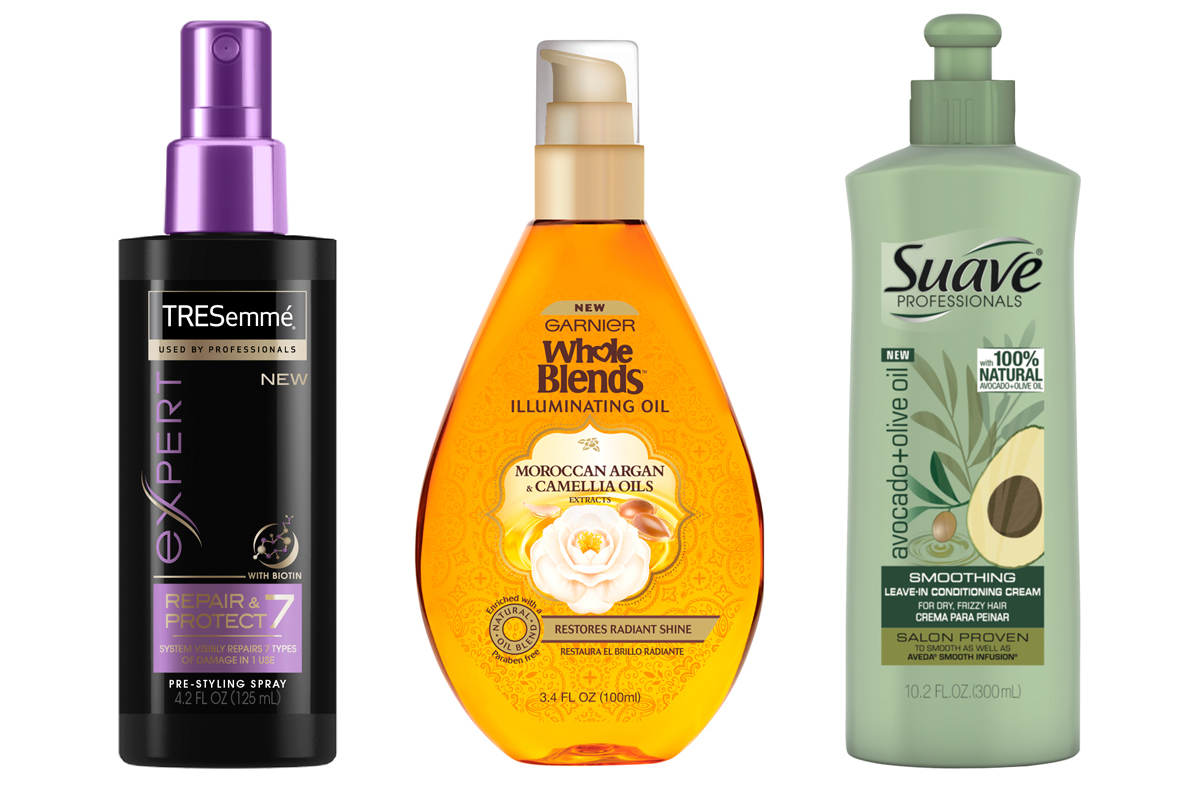 TRESemmé®
USED BY PROFESSIONALS
NEW
expert
WITH BIOTIN
REPAIR &
PROTECT 7
SYSTEM VISIBLY REPAIRS 7 TYPES
OF DAMAGE IN 1 USE
PRE-STYLING SPRAY
4.2 FL OZ (125 mL)
NEW
GARNIER
Whole
Blends™
ILLUMINATING OIL
MOROCCAN ARGAN
& CAMELLIA OILS
EXTRACTS
Enriched with a
NATURAL
OIL BLEND
Paraben free
RESTORES RADIANT SHINE
RESTAURA EL BRILLO RADIANTE
3.4 FL OZ (100ml)
Suave®
PROFESSIONALS
NEW
avocado+olive oil
with 100%
NATURAL
AVOCADO+OLIVE OIL
SMOOTHING
LEAVE-IN CONDITIONING CREAM
FOR DRY, FRIZZY HAIR
CREMA PARA PEINAR
SALON PROVEN
TO SMOOTH AS WELL AS
AVEDA® SMOOTH INFUSION®
10.2 FL.OZ.(300mL)